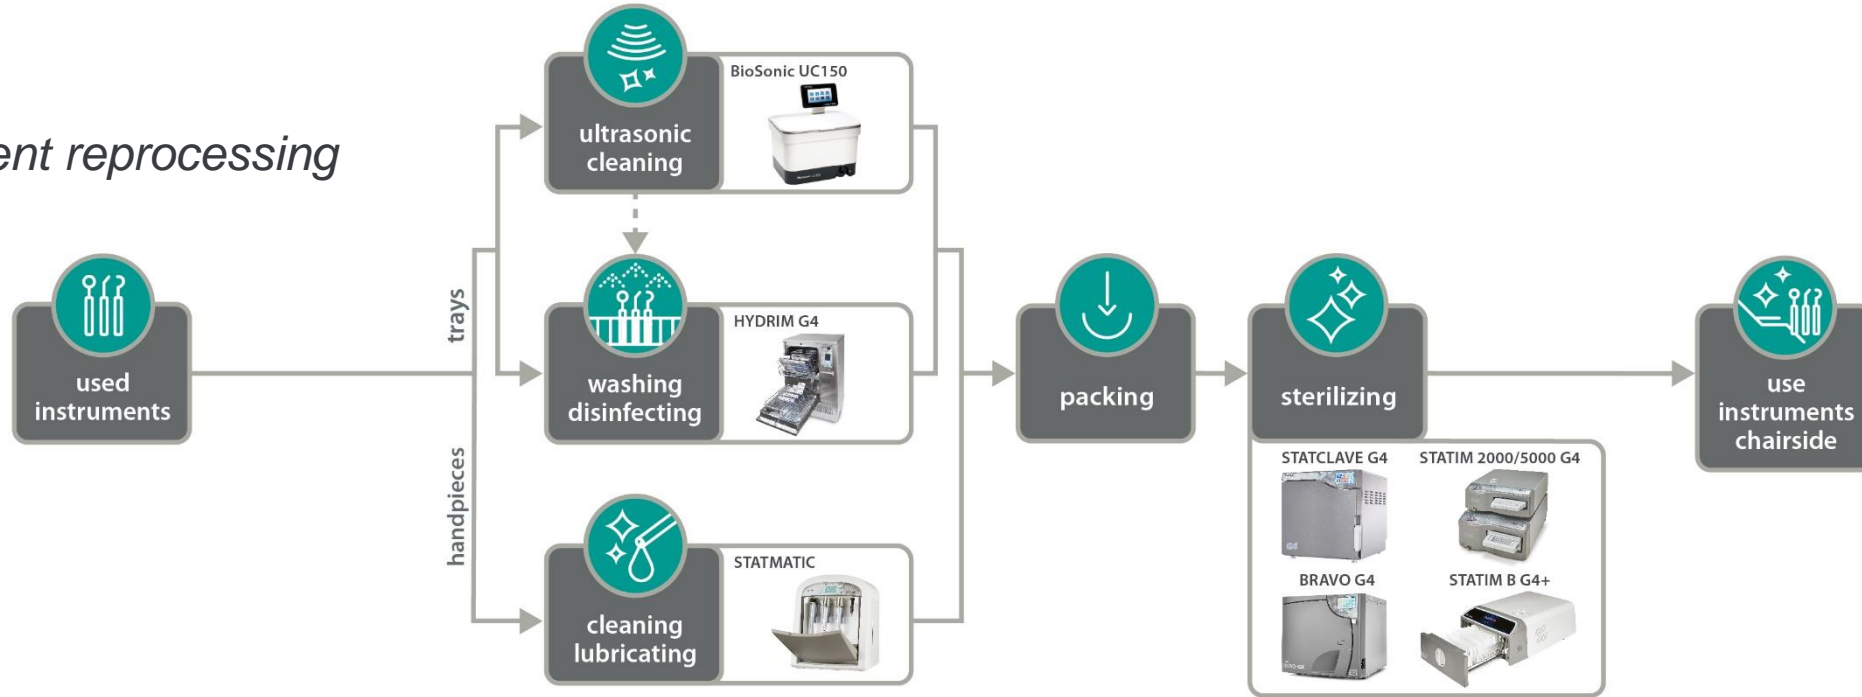 ent reprocessing
used
instruments
trays
handpieces
ultrasonic
cleaning
BioSonic UC150
washing
disinfecting
HYDRIM G4
cleaning
lubricating
STATMATIC
packing
sterilizing
STATCLAVE G4
STATIM 2000/5000 G4
BRAVO G4
STATIM B G4+
use
instruments
chairside